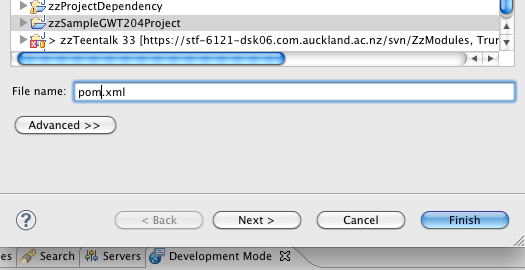 zzProjectDependency
zzSampleGWT204Project
> zzTeentalk 33 [https://stf-6121-dsk06.com.auckland.ac.nz/svn/ZzModules, Trur
File name: pom.xml
Advanced >>
? < Back Next > Cancel Finish
es Search Servers Development Mode